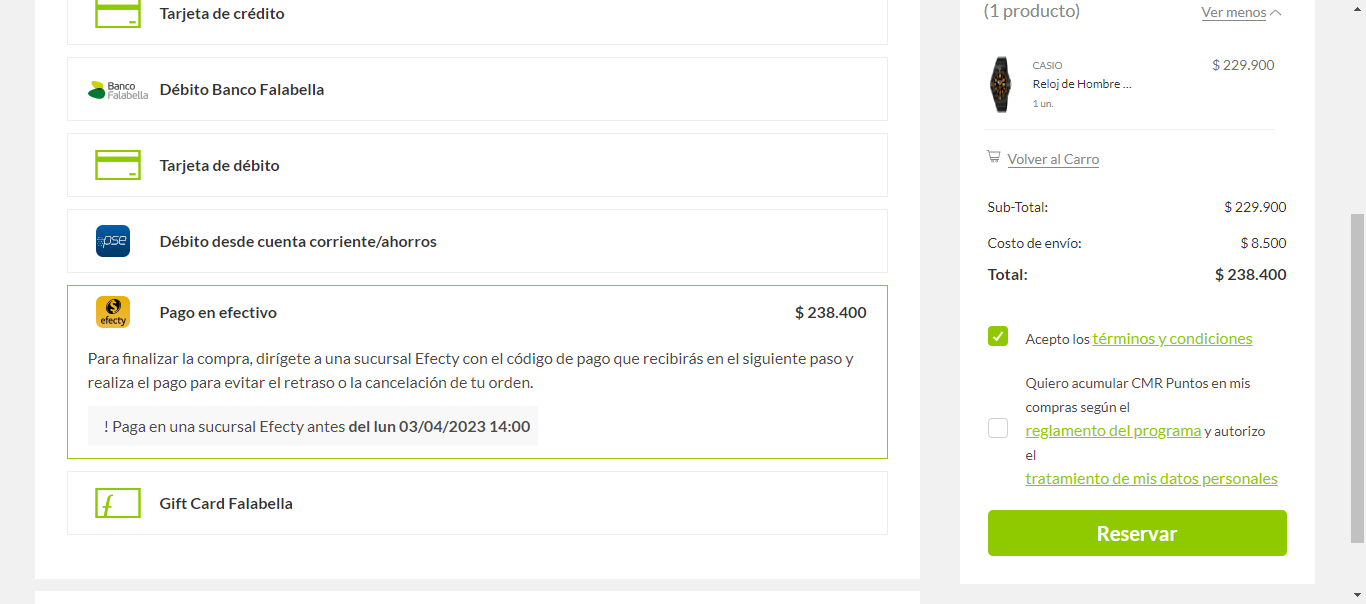 Tarjeta de crédito
Banco
Falabella
Débito Banco Falabella
Tarjeta de débito
pse
Débito desde cuenta corriente/ahorros
$
efecty
Pago en efectivo
$ 238.400
Para finalizar la compra, dirígete a una sucursal Efecty con el código de pago que recibirás en el siguiente paso y
realiza el pago para evitar el retraso o la cancelación de tu orden.
! Paga en una sucursal Efecty antes del lun 03/04/2023 14:00
f
Gift Card Falabella
(1 producto)
Ver menos
CASIO
$ 229.900
Reloj de Hombre ...
1 un.
Volver al Carro
Sub-Total:
$ 229.900
Costo de envío:
$ 8.500
Total:
$ 238.400
Acepto los términos y condiciones
Quiero acumular CMR Puntos en mis
compras según el
reglamento del programa y autorizo
el
tratamiento de mis datos personales
Reservar